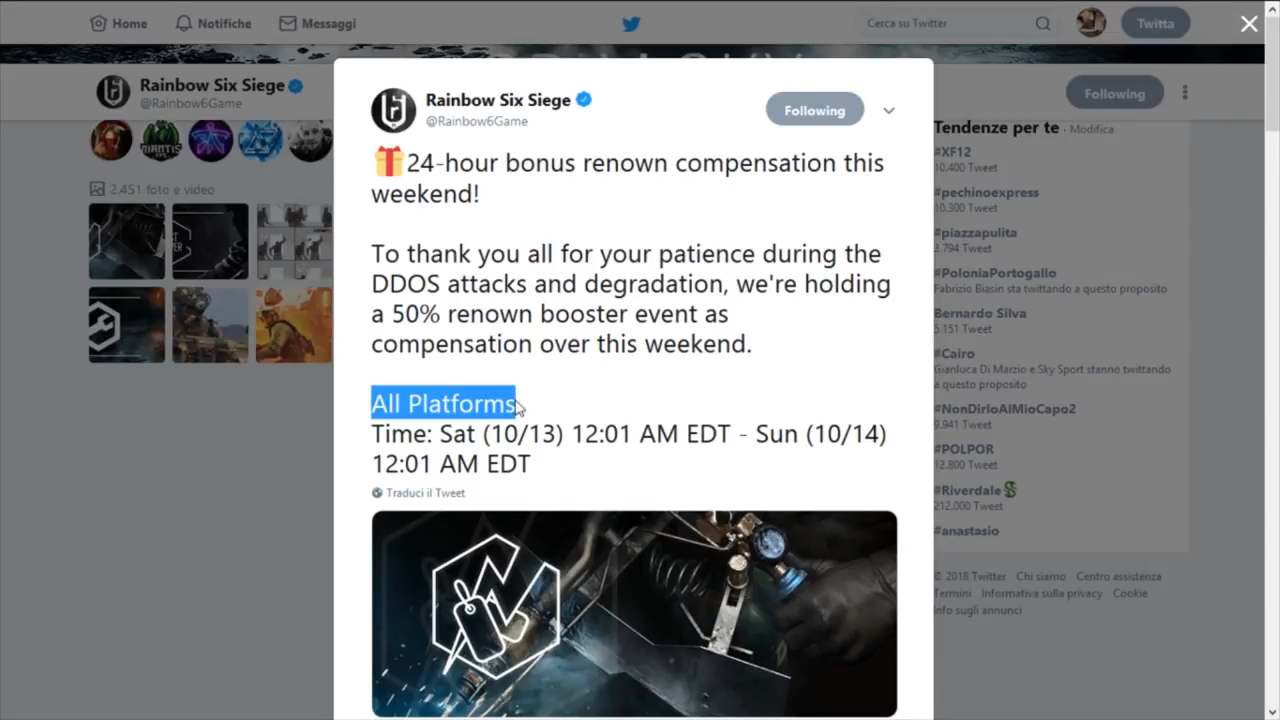 Home
Notifiche
Messaggi
Cerca su Twitter
Twitta
Rainbow Six Siege
@Rainbow6Game
Following
2.451 foto e video
Rainbow Six Siege
@Rainbow6Game
Following
24-hour bonus renown compensation this
weekend!
To thank you all for your patience during the
DDOS attacks and degradation, we're holding
a 50% renown booster event as
compensation over this weekend.
All Platforms
Time: Sat (10/13) 12:01 AM EDT - Sun (10/14)
12:01 AM EDT
Traduci il Tweet
Tendenze per te · Modifica
#XF12
10.400 Tweet
#pechinoexpress
10.300 Tweet
#piazzapulita
3.794 Tweet
#PoloniaPortogallo
Fabrizio Biasin sta twittando a questo proposito
Bernardo Silva
5.151 Tweet
#Cairo
Gianluca Di Marzio e Sky Sport stanno twittando
a questo proposito
#NonDirloAlMioCapo2
9.941 Tweet
#POLPOR
12.800 Tweet
#Riverdale
212.000 Tweet
#anastasio
© 2018 Twitter Chi siamo Centro assistenza
Termini Informativa sulla privacy Cookie
Info sugli annunci